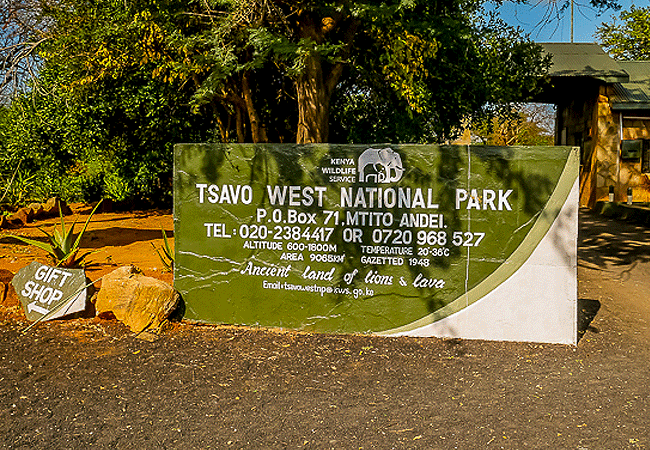 KENYA
WILDLIFE
SERVICE
TSAVO WEST NATIONAL PARK
P.O.Box 71.MTITO ANDEI.
TEL: 020-2384417 OR 0720 968 527
ALTITUDE 600-1800M TEMPERATURE 20-36°C
AREA 9065KM² GAZETTED 1948
Ancient land of lions & lava
Email:tsavowestnp@kws.go.ke
GIFT
SHOP